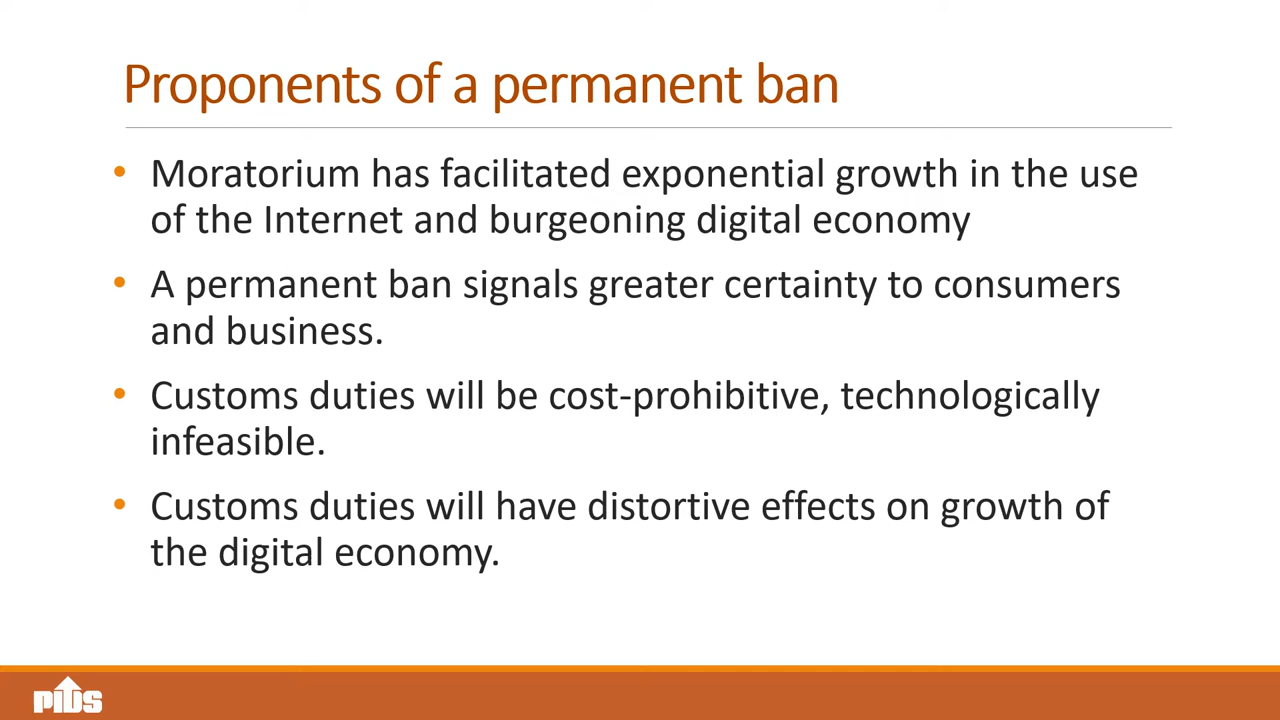 Proponents of a permanent ban
• Moratorium has facilitated exponential growth in the use
of the Internet and burgeoning digital economy
• A permanent ban signals greater certainty to consumers
and business.
• Customs duties will be cost-prohibitive, technologically
infeasible.
• Customs duties will have distortive effects on growth of
the digital economy.
PIDS